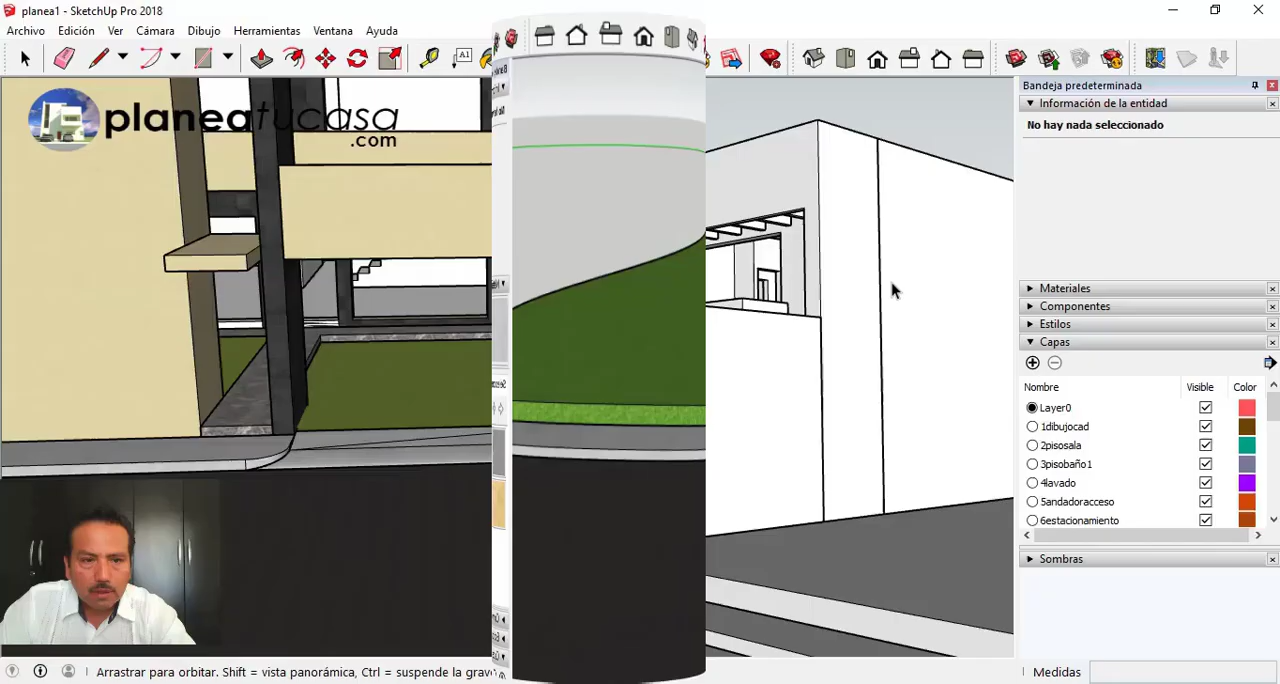 planea1 - SketchUp Pro 2018
Archivo Edición Ver Cámara Dibujo Herramientas Ventana Ayuda
A1
planeatucasa
.com
Bandeja predeterminada
Información de la entidad
No hay nada seleccionado
Materiales
Componentes
Estilos
Capas
Nombre Visible Color
Layer0
1dibujocad
2pisosala
3pisobaño1
4lavado
5andadoracceso
6estacionamiento
Sombras
Arrastrar para orbitar. Shift = vista panorámica, Ctrl = suspende la grav
Medidas